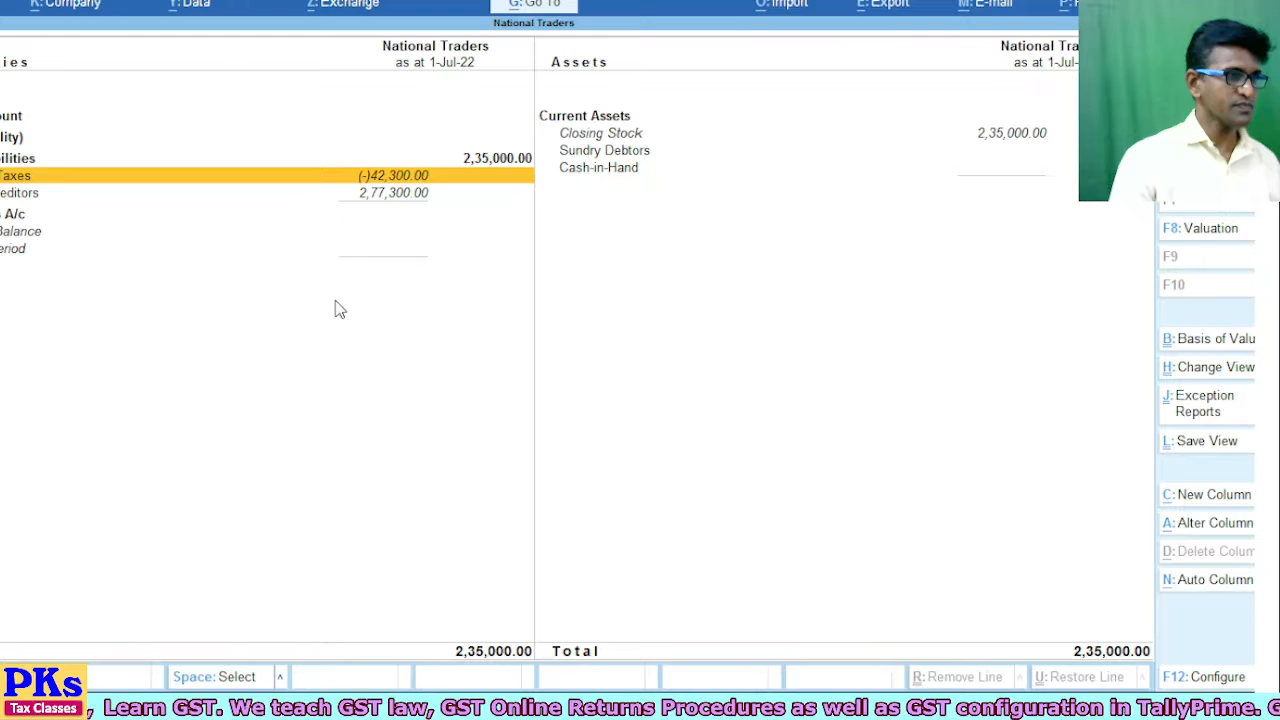 K: Company Y: Data Z: Exchange G: Go To O: Import E: Export M: E-mail
National Traders
ies National Traders
as at 1-Jul-22
Assets National Tra
as at 1-Jul-
ount
lity)
ilities 2,35,000.00
Taxes (-)42,300.00
editors 2,77,300.00
A/c
Balance
eriod
Current Assets
Closing Stock 2,35,000.00
Sundry Debtors
Cash-in-Hand
F8: Valuation
F9
F10
B: Basis of Valu
H: Change View
J: Exception
Reports
L: Save View
C: New Column
A: Alter Column
D: Delete Colum
N: Auto Column
2,35,000.00 Total 2,35,000.00
Space: Select R: Remove Line U: Restore Line F12: Configure
PKs
Tax Classes
, Learn GST. We teach GST law, GST Online Returns Procedures as well as GST configuration in TallyPrime. G